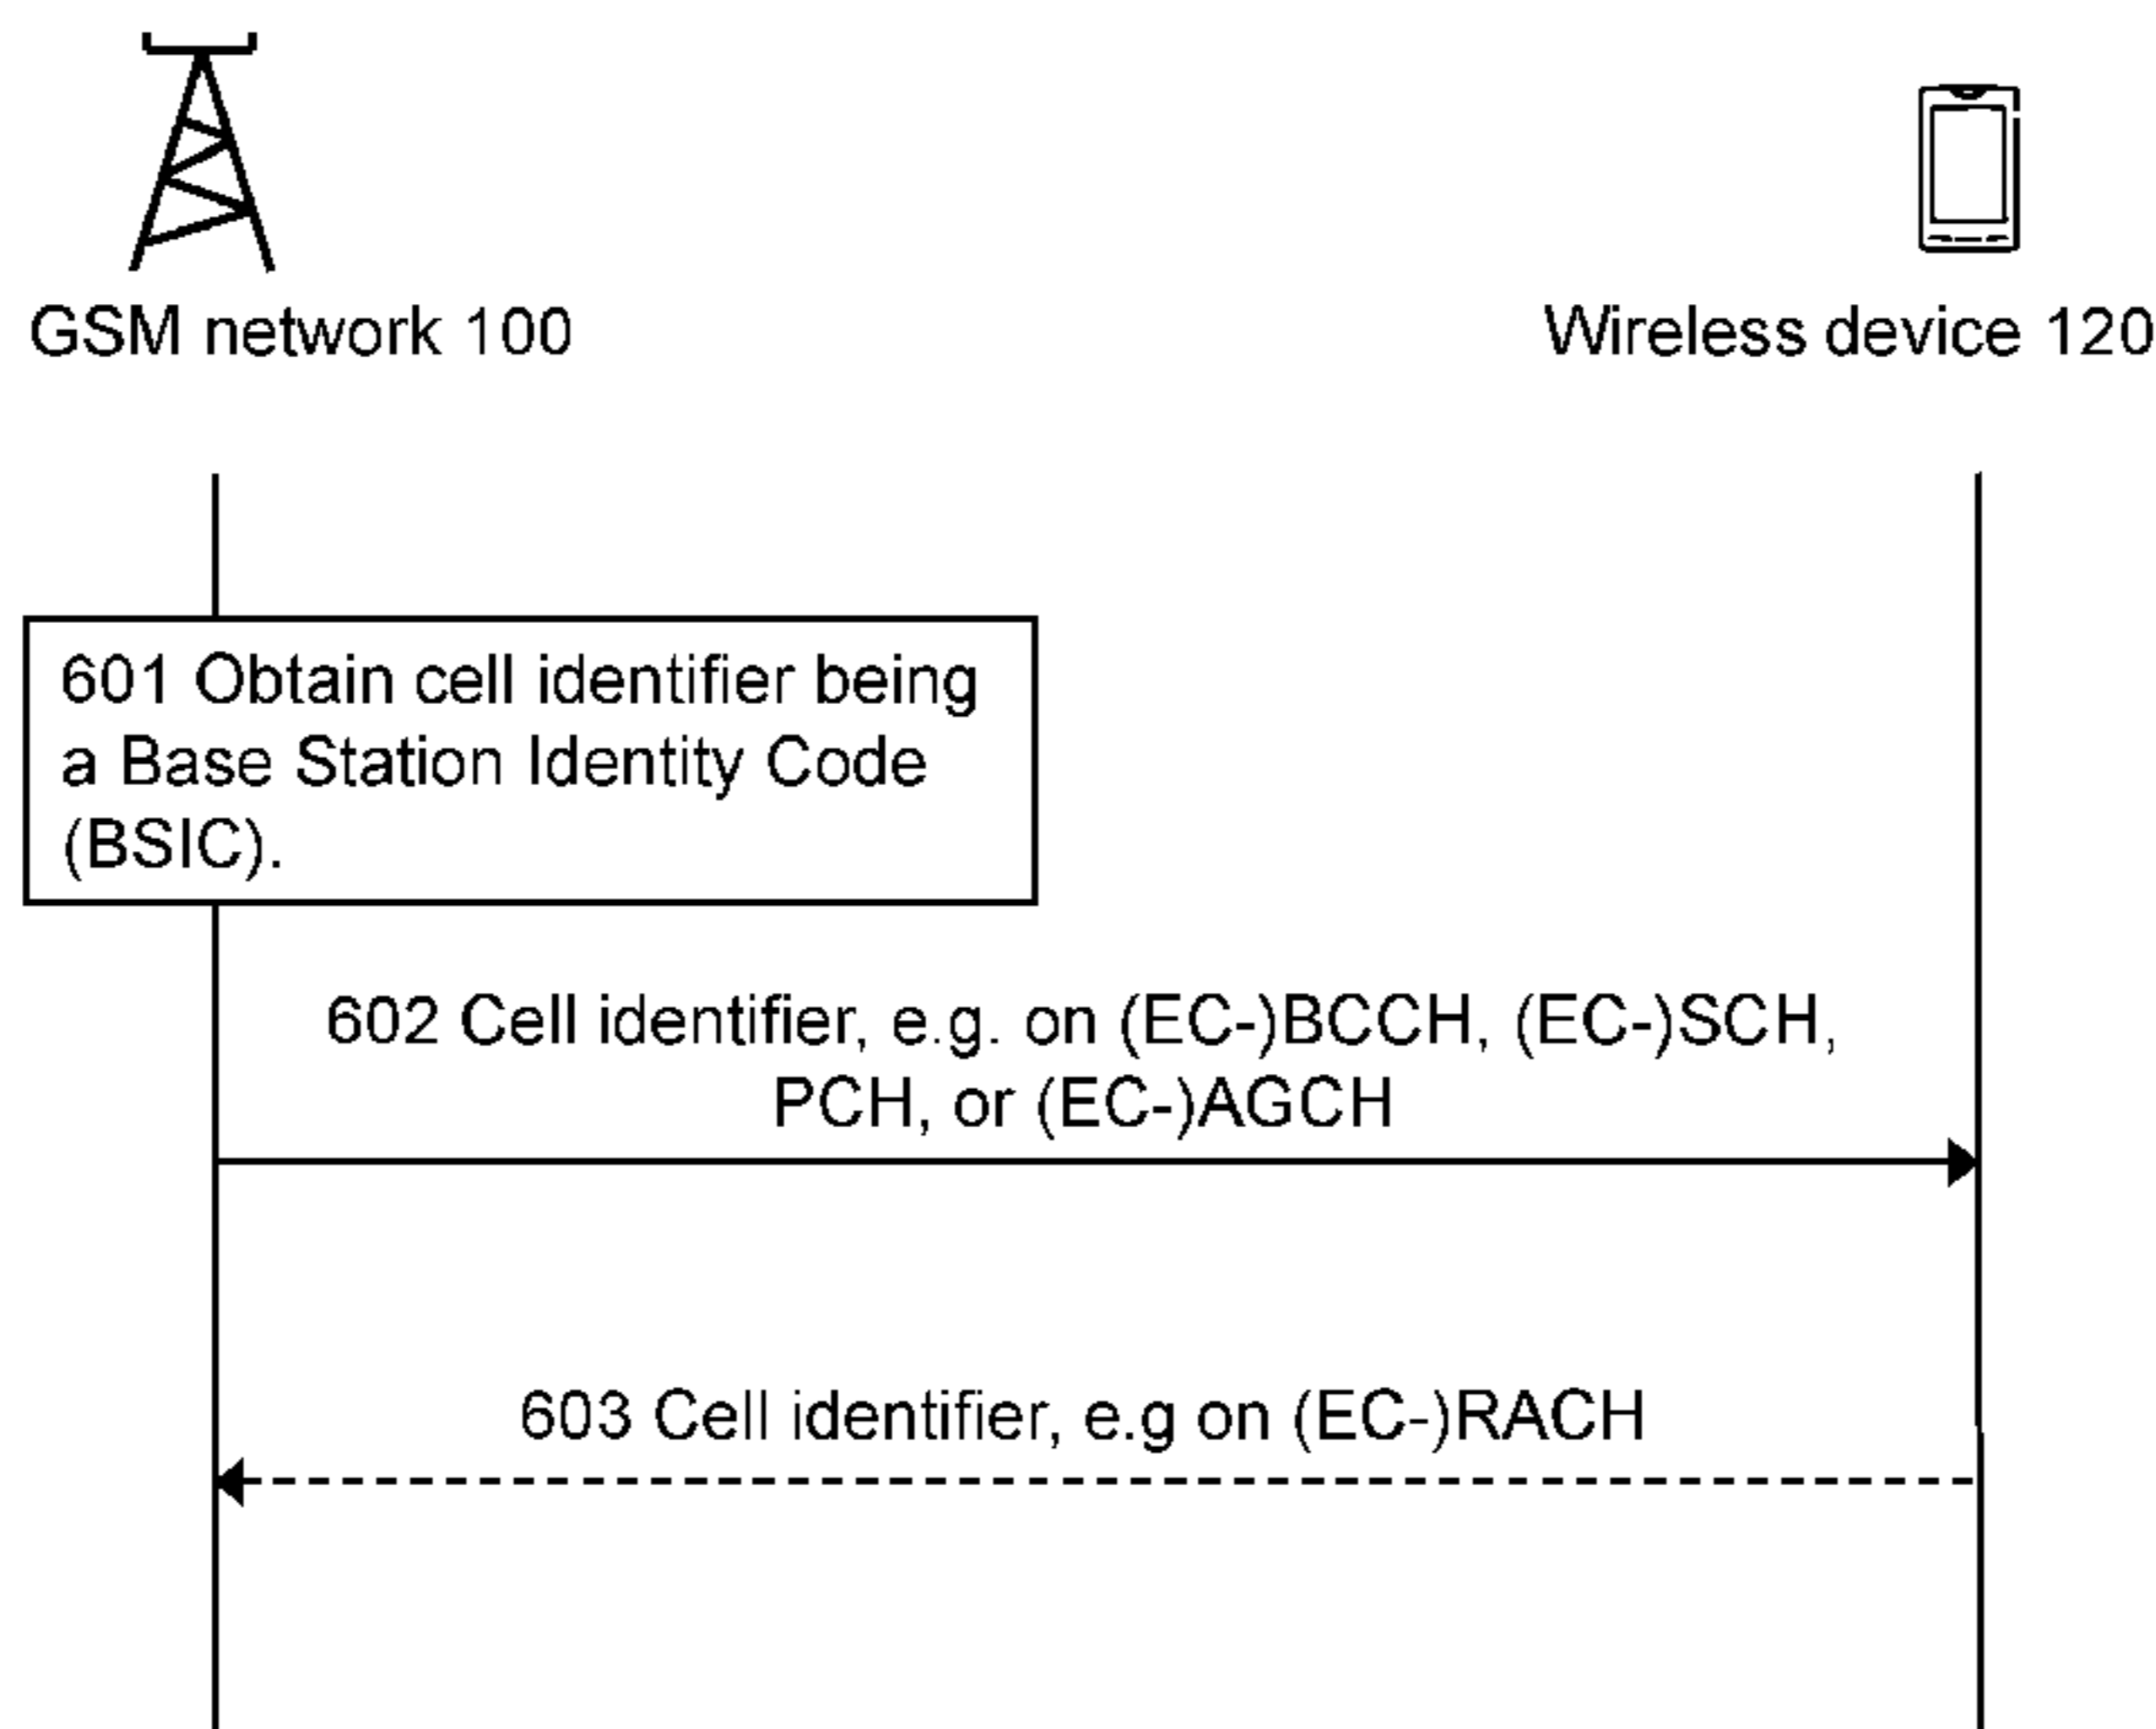 GSM network 100
Wireless device 120
601 Obtain cell identifier being
a Base Station Identity Code
(BSIC).
602 Cell identifier, e.g. on (EC-)BCCH, (EC-)SCH,
PCH, or (EC-)AGCH
603 Cell identifier, e.g on (EC-)RACH